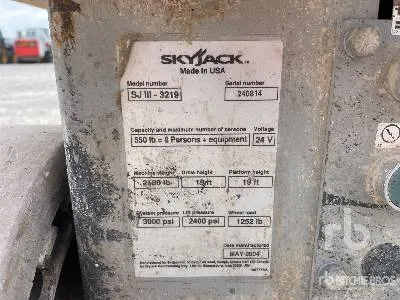 SKYJACK
Made in USA
Model number Serial number
SJ III - 3219 240814
Capacity and maximum number of persons Voltage
550 lb = 2 Persons + equipment 24 V
Machine weight Drive height Platform height
2580 lb 19 ft 19 ft
System pressure Lift pressure Wheel load
3000 psi 2400 psi 1252 lb
Date manufactured
MAY-2004
rb
RITCHIE BROS